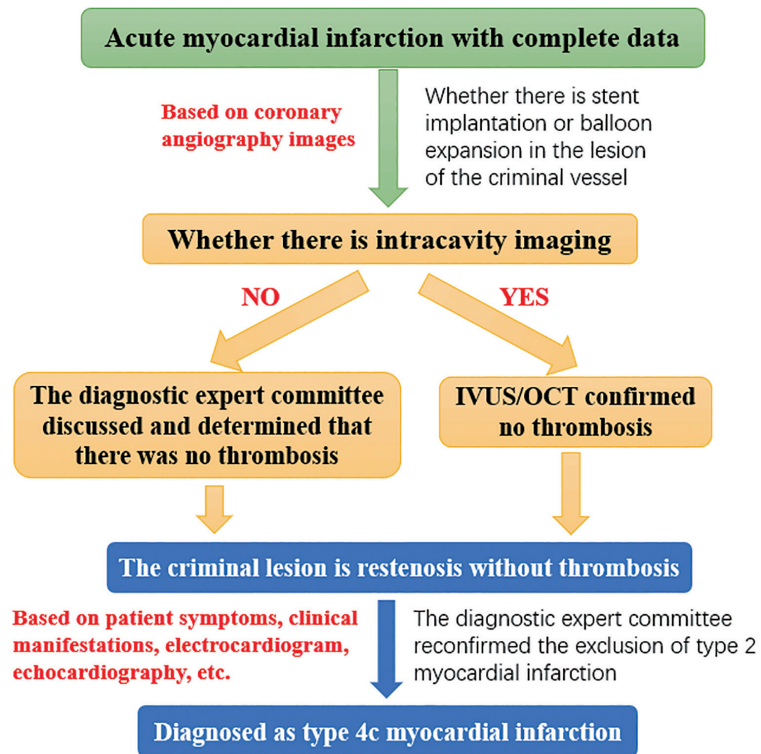 Acute myocardial infarction with complete data
Based on coronary
angiography images
Whether there is stent
implantation or balloon
expansion in the lesion
of the criminal vessel
Whether there is intracavity imaging
NO
YES
The diagnostic expert committee
discussed and determined that
there was no thrombosis
IVUS/OCT confirmed
no thrombosis
The criminal lesion is restenosis without thrombosis
Based on patient symptoms, clinical
manifestations, electrocardiogram,
echocardiography, etc.
The diagnostic expert committee
reconfirmed the exclusion of type 2
myocardial infarction
Diagnosed as type 4c myocardial infarction